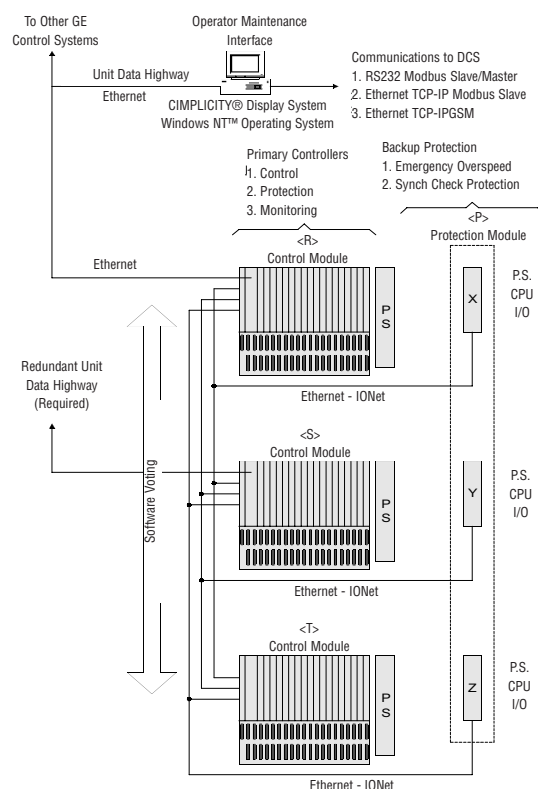 To Other GE
Control Systems
Operator Maintenance
Interface
Unit Data Highway
Ethernet
CIMPLICITY® Display System
Windows NT™ Operating System
Communications to DCS
1. RS232 Modbus Slave/Master
2. Ethernet TCP-IP Modbus Slave
3. Ethernet TCP-IPGSM
Primary Controllers
1. Control
2. Protection
3. Monitoring
Backup Protection
1. Emergency Overspeed
2. Synch Check Protection
<R>
Control Module
<P>
Protection Module
Ethernet
P
S
X
P.S.
CPU
I/O
Ethernet - IONet
Redundant Unit
Data Highway
(Required)
Software Voting
<S>
Control Module
P
S
Y
P.S.
CPU
I/O
Ethernet - IONet
<T>
Control Module
P
S
Z
P.S.
CPU
I/O
Ethernet - IONet